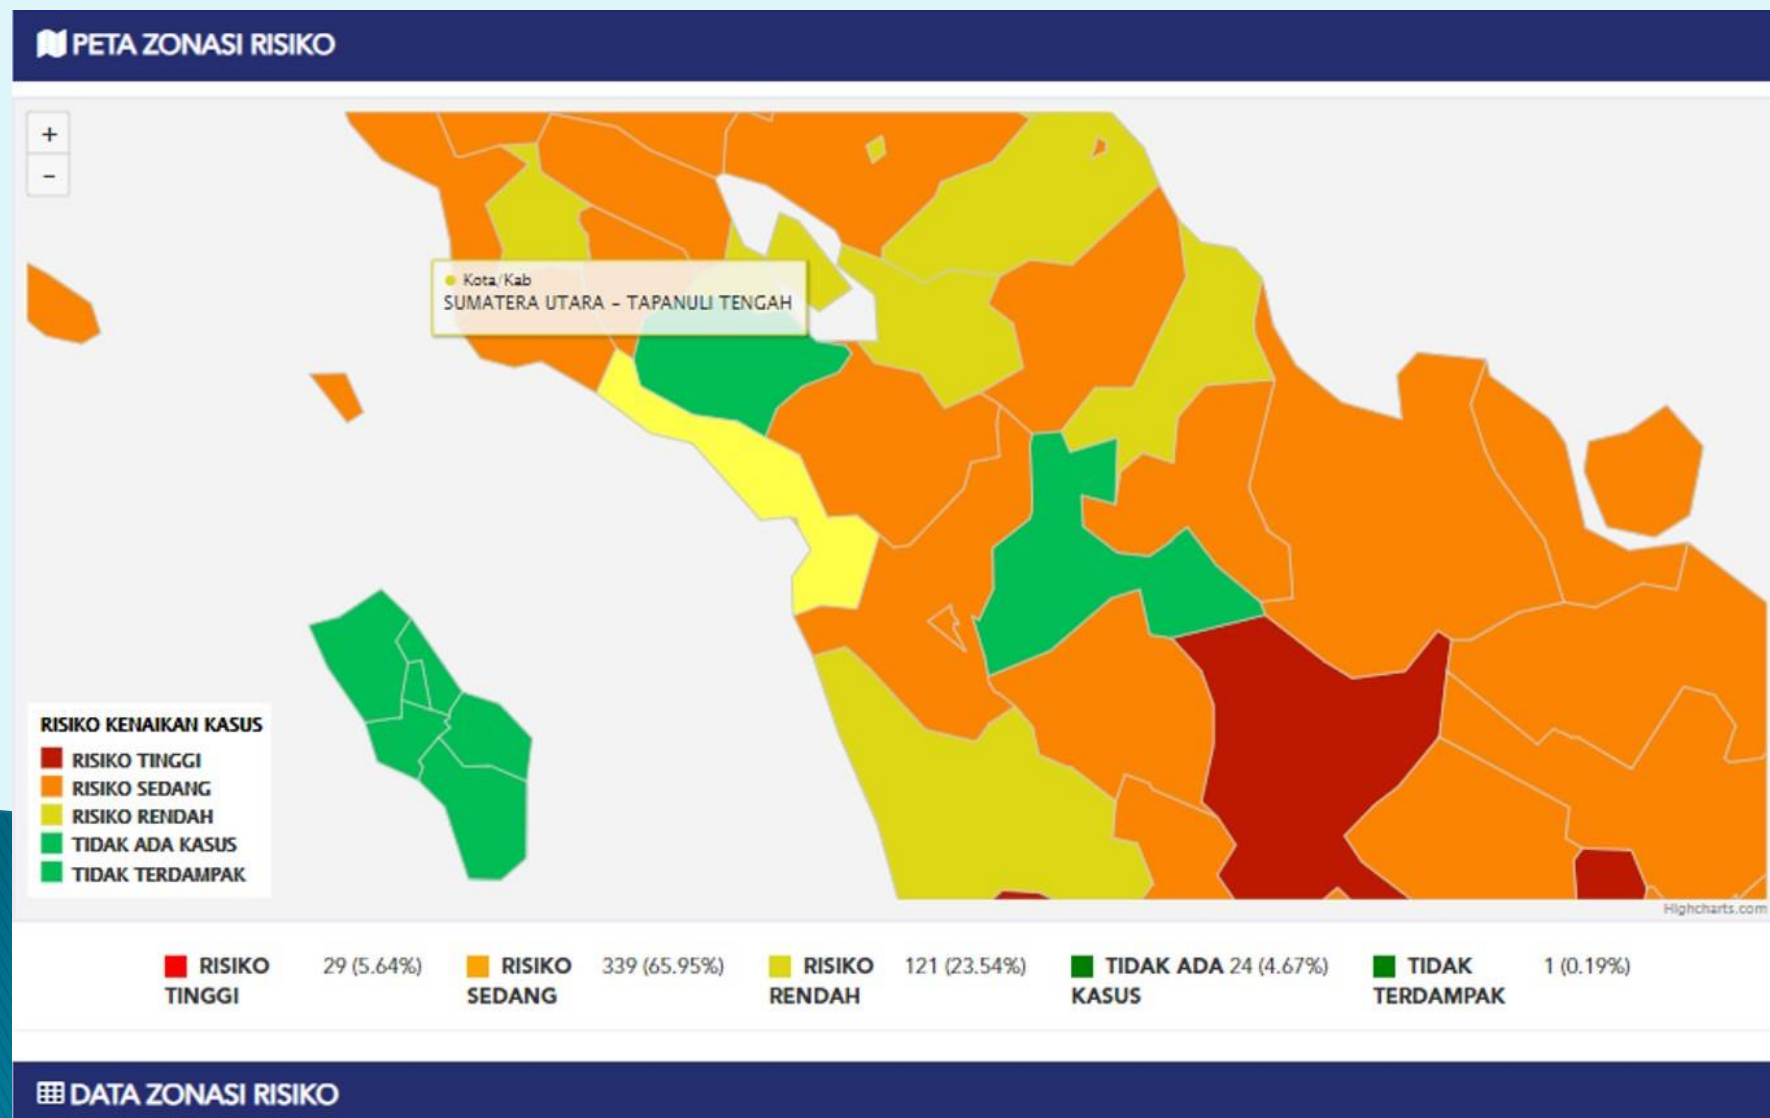 PETA ZONASI RISIKO
+
−
Kota/Kab
SUMATERA UTARA – TAPANULI TENGAH
RISIKO KENAIKAN KASUS
RISIKO TINGGI
RISIKO SEDANG
RISIKO RENDAH
TIDAK ADA KASUS
TIDAK TERDAMPAK
Highcharts.com
RISIKO TINGGI 29 (5.64%)
RISIKO SEDANG 339 (65.95%)
RISIKO RENDAH 121 (23.54%)
TIDAK ADA KASUS 24 (4.67%)
TIDAK TERDAMPAK 1 (0.19%)
DATA ZONASI RISIKO